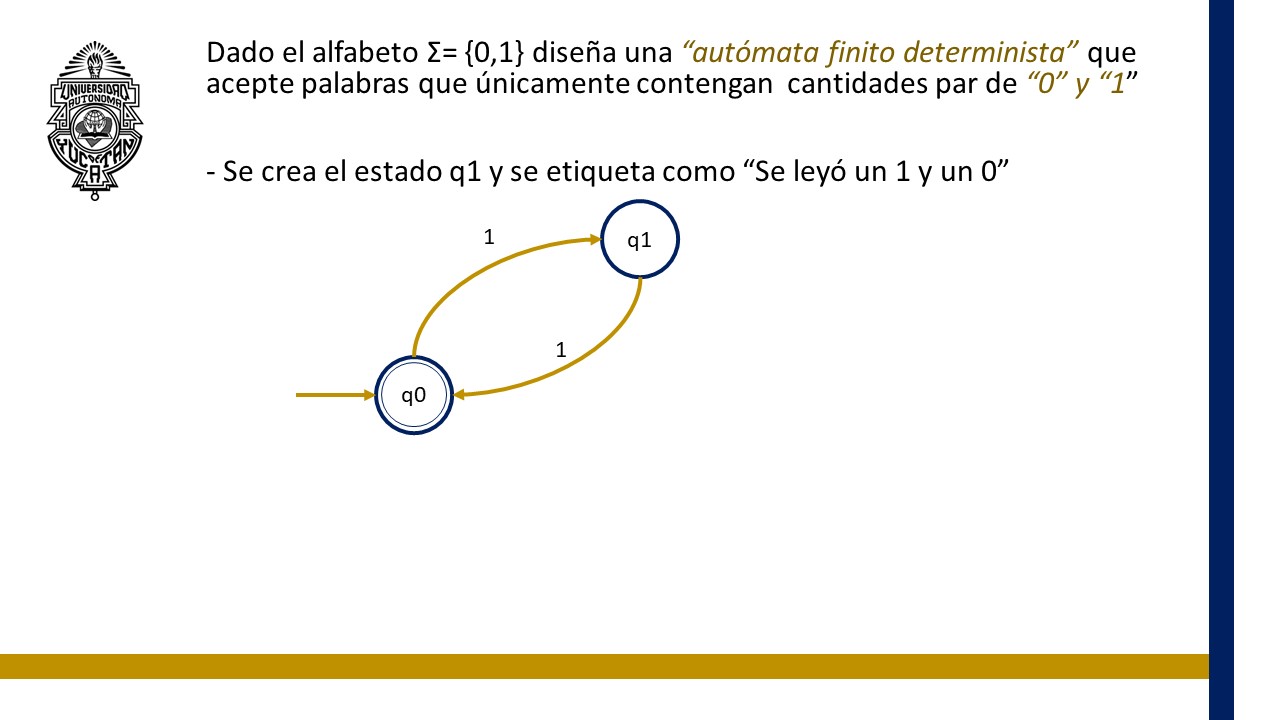 Dado el alfabeto Σ= {0,1} diseña una “autómata finito determinista” que
acepte palabras que únicamente contengan cantidades par de “0” y “1”
- Se crea el estado q1 y se etiqueta como “Se leyó un 1 y un 0”
UNIVERSIDAD
AUTONOMA
YUCATAN
1
q1
1
q0